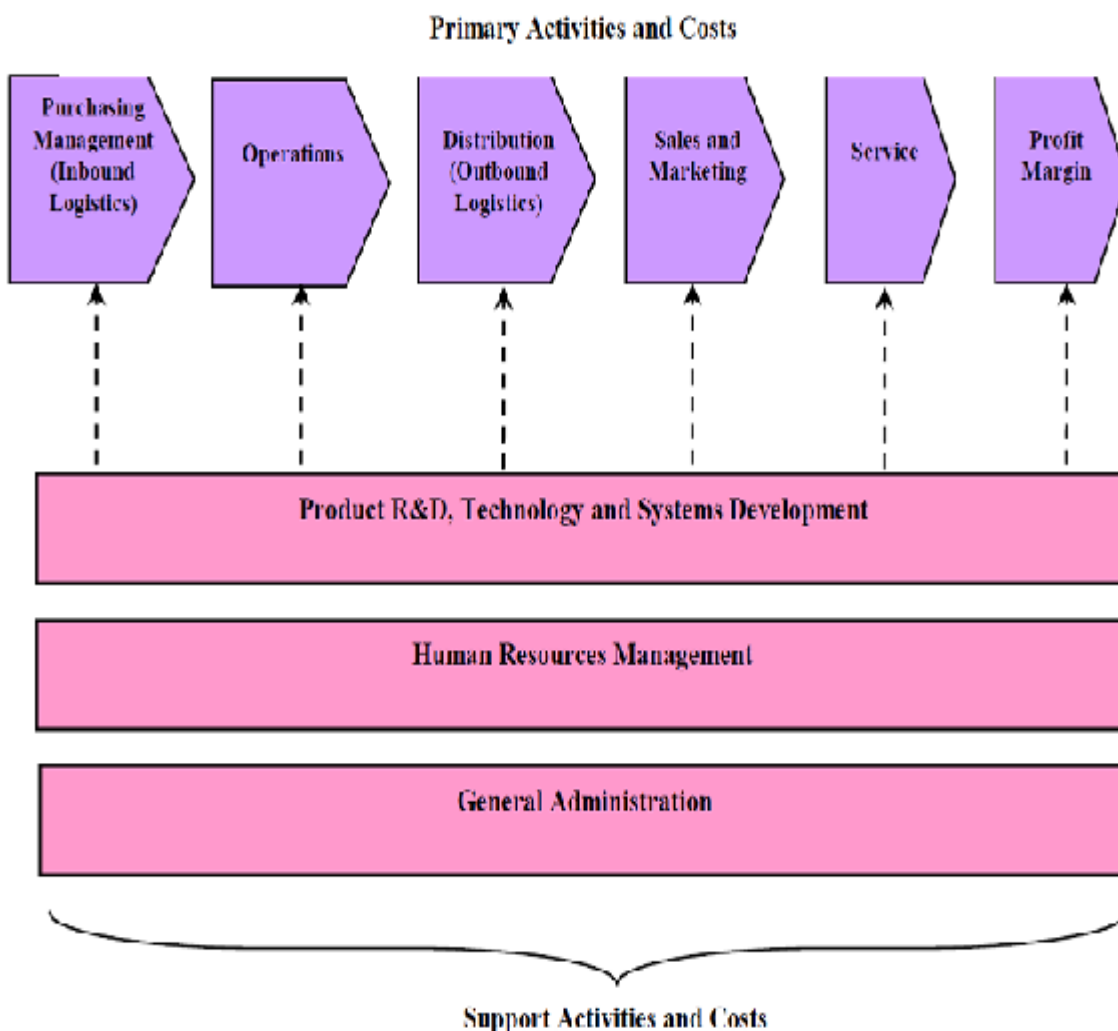 Primary Activities and Costs
Purchasing
Management
(Inbound
Logistics)
Operations
Distribution
(Outbound
Logistics)
Sales and
Marketing
Service
Profit
Margin
Product R&D, Technology and Systems Development
Human Resources Management
General Administration
Support Activities and Costs